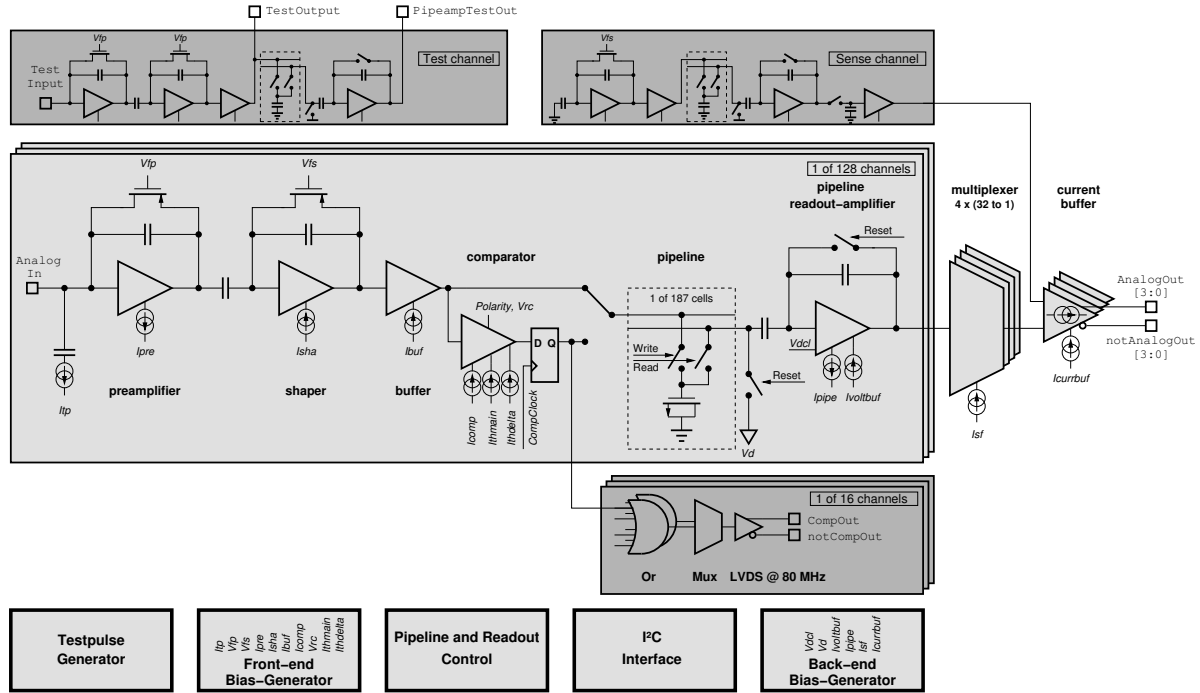 TestOutput
PipeampTestOut
Vfp
Vfp
Test channel
Test
Input
Vfs
Sense channel
1 of 128 channels
Vfp
Vfs
pipeline
readout–amplifier
multiplexer
4 x (32 to 1)
current
buffer
Reset
Analog
In
comparator
pipeline
AnalogOut
[3:0]
1 of 187 cells
Polarity, Vrc
Ipre
Isha
Ibuf
D Q
Write
Read
Vdcl
notAnalogOut
[3:0]
Reset
Icurrbuf
preamplifier
shaper
buffer
Itp
Icomp
Ithmain
Ithdelta
CompClock
Ipipe
Ivoltbuf
Isf
Vd
1 of 16 channels
CompOut
notCompOut
Or
Mux
LVDS @ 80 MHz
Testpulse
Generator
Itp
Vfp
Vfs
Ipre
Isha
Ibuf
Icomp
Vrc
Ithmain
Ithdelta
Front–end
Bias–Generator
Pipeline and Readout
Control
I²C
Interface
Vdcl
Vd
Ivoltbuf
Ipipe
Isf
Icurrbuf
Back–end
Bias–Generator